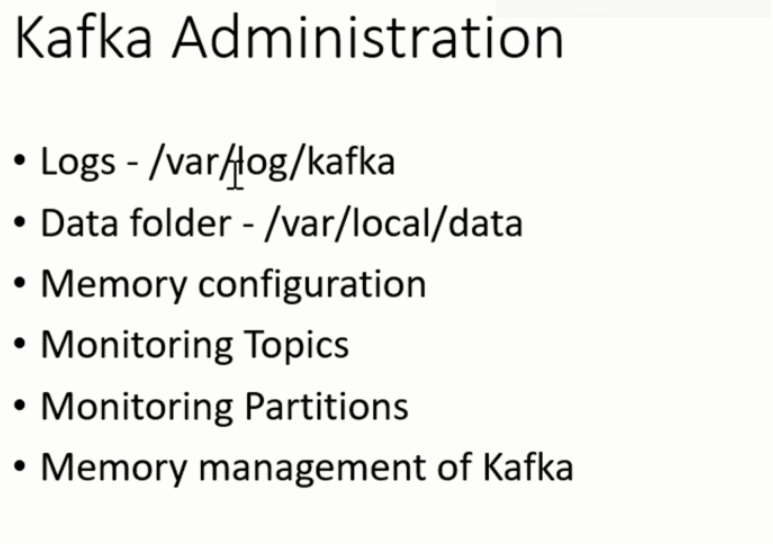 Kafka Administration
• Logs - /var/log/kafka
• Data folder - /var/local/data
• Memory configuration
• Monitoring Topics
• Monitoring Partitions
• Memory management of Kafka